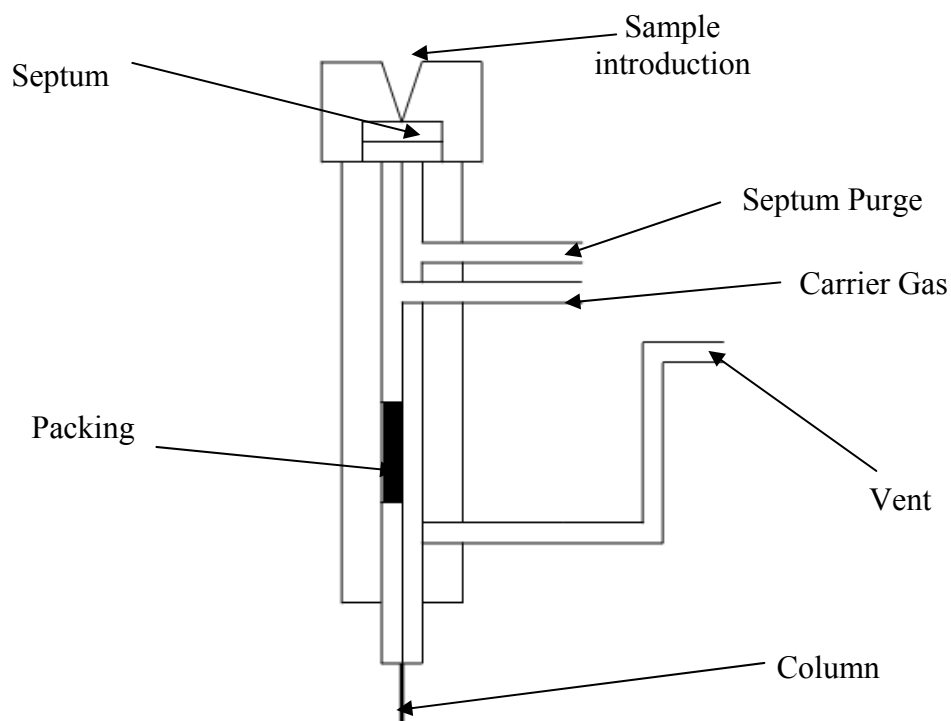 Sample
introduction
Septum
Septum Purge
Carrier Gas
Packing
Vent
Column